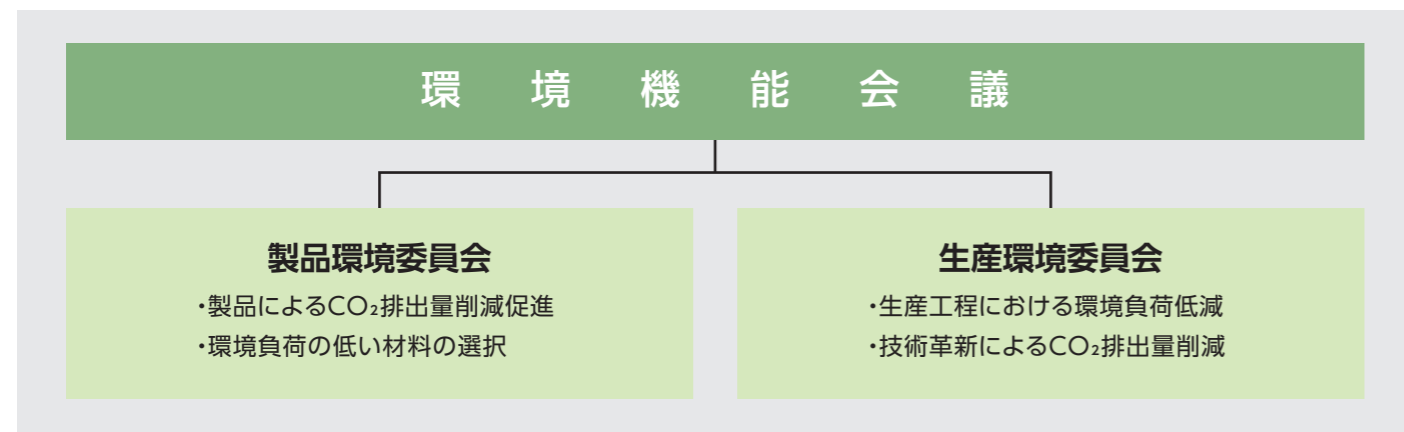 環境機能会議
製品環境委員会
・製品によるCO₂排出量削減促進
・環境負荷の低い材料の選択
生産環境委員会
・生産工程における環境負荷低減
・技術革新によるCO₂排出量削減